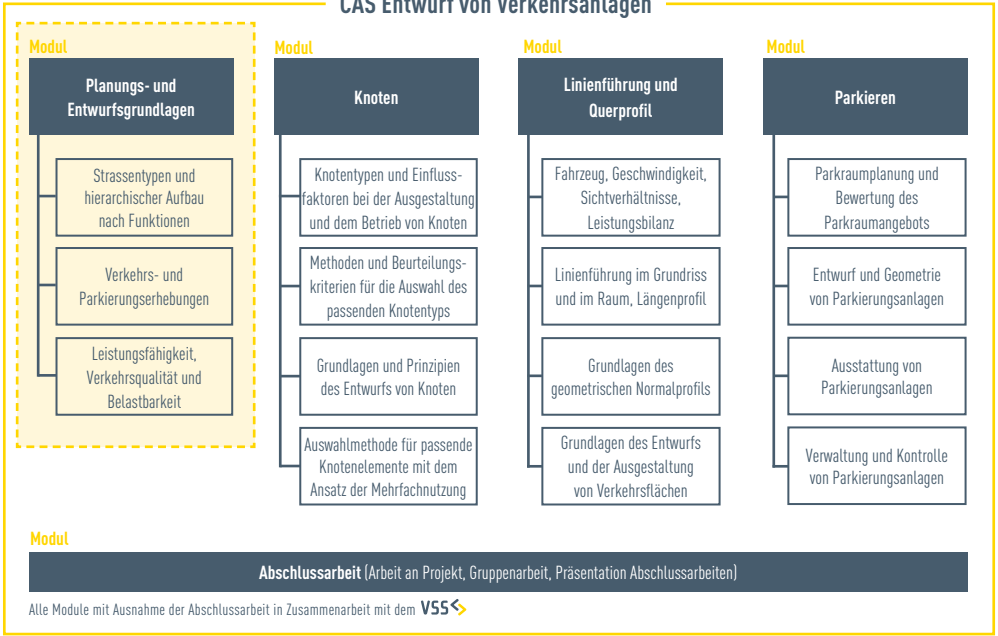 CAS Entwurf von Verkehrsanlagen
Modul
Planungs- und
Entwurfsgrundlagen
Strassentypen und
hierarchischer Aufbau
nach Funktionen
Verkehrs- und
Parkierungserhebungen
Leistungsfähigkeit,
Verkehrsqualität und
Belastbarkeit
Modul
Knoten
Knotentypen und Einfluss-
faktoren bei der Ausgestaltung
und dem Betrieb von Knoten
Methoden und Beurteilungs-
kriterien für die Auswahl des
passenden Knotentyps
Grundlagen und Prinzipien
des Entwurfs von Knoten
Auswahlmethode für passende
Knotenelemente mit dem
Ansatz der Mehrfachnutzung
Modul
Linienführung und
Querprofil
Fahrzeug, Geschwindigkeit,
Sichtverhältnisse,
Leistungsbilanz
Linienführung im Grundriss
und im Raum, Längenprofil
Grundlagen des
geometrischen Normalprofils
Grundlagen des Entwurfs
und der Ausgestaltung
von Verkehrsflächen
Parkieren
Parkraumplanung und
Bewertung des
Parkraumangebots
Entwurf und Geometrie
von Parkierungsanlagen
Ausstattung von
Parkierungsanlagen
Verwaltung und Kontrolle
von Parkierungsanlagen
Modul
Modul
Abschlussarbeit (Arbeit an Projekt, Gruppenarbeit, Präsentation Abschlussarbeiten)
Alle Module mit Ausnahme der Abschlussarbeit in Zusammenarbeit mit dem VSS